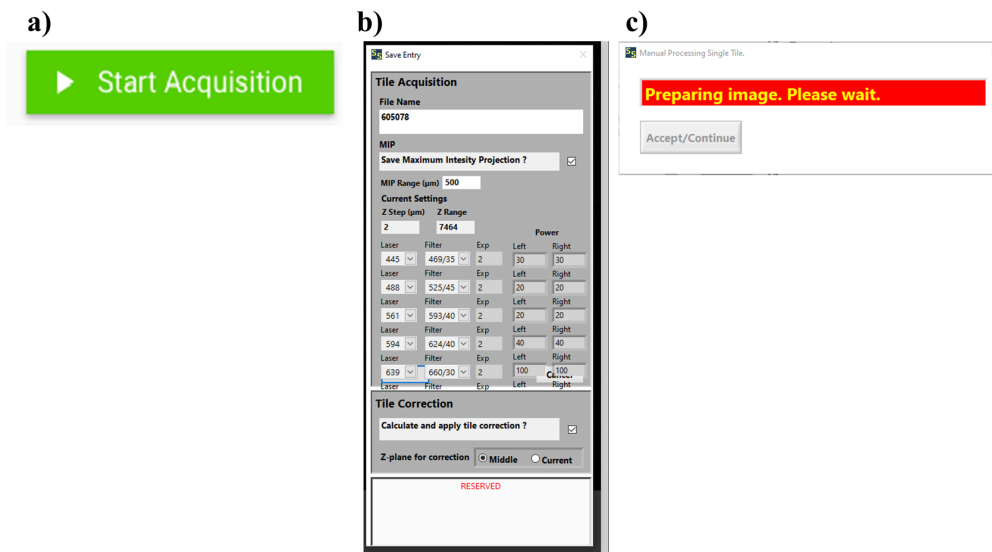 a)
Start Acquisition
b)
Save Entry
Tile Acquisition
File Name
605078
MIP
Save Maximum Intesity Projection ?
MIP Range (µm) 500
Current Settings
Z Step (µm) Z Range
2 7464
Power
Laser Filter Exp Left Right
445 469/35 2 30 30
Laser Filter Exp Left Right
488 525/45 2 20 20
Laser Filter Exp Left Right
561 593/40 2 20 20
Laser Filter Exp Left Right
594 624/40 2 40 40
Laser Filter Exp Left Right
639 660/30 2 100 100
Laser Filter Exp Left Right
Tile Correction
Calculate and apply tile correction ?
Z-plane for correction Middle Current
RESERVED
c)
Manual Processing Single Tile.
Preparing image. Please wait.
Accept/Continue